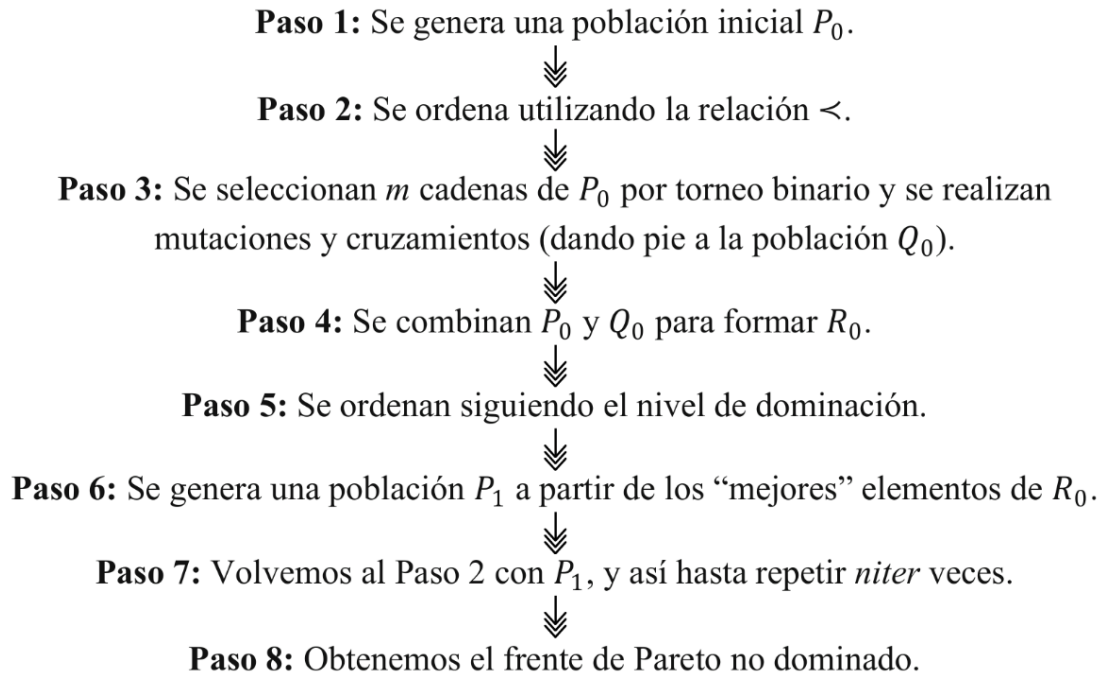 Paso 1: Se genera una población inicial P₀.
Paso 2: Se ordena utilizando la relación ≺.
Paso 3: Se seleccionan m cadenas de P₀ por torneo binario y se realizan
mutaciones y cruzamientos (dando pie a la población Q₀).
Paso 4: Se combinan P₀ y Q₀ para formar R₀.
Paso 5: Se ordenan siguiendo el nivel de dominación.
Paso 6: Se genera una población P₁ a partir de los “mejores” elementos de R₀.
Paso 7: Volvemos al Paso 2 con P₁, y así hasta repetir niter veces.
Paso 8: Obtenemos el frente de Pareto no dominado.